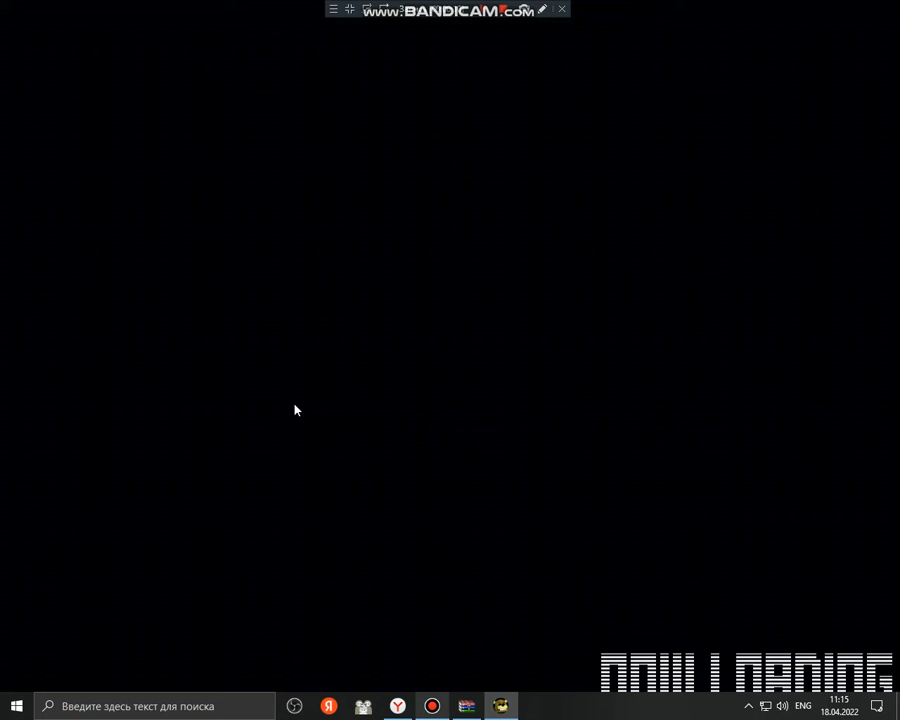 www.BANDICAM.com
NOW LOADING
Введите здесь текст для поиска
Я
Y
ENG
11:15
18.04.2022